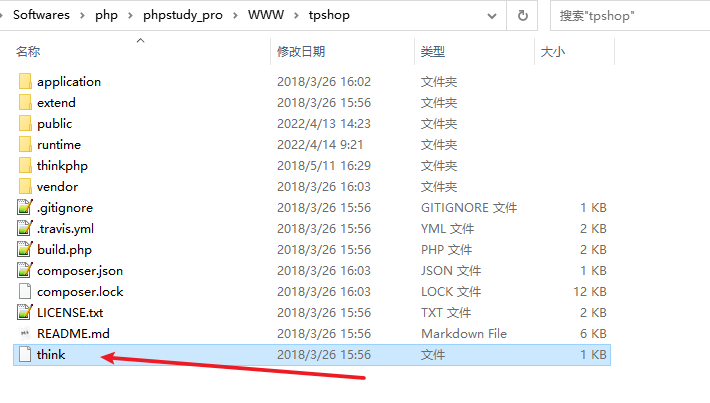 Softwares › php › phpstudy_pro › WWW › tpshop 搜索"tpshop"
名称 修改日期 类型 大小
application 2018/3/26 16:02 文件夹
extend 2018/3/26 15:56 文件夹
public 2022/4/13 14:23 文件夹
runtime 2022/4/14 9:21 文件夹
thinkphp 2018/5/11 16:29 文件夹
vendor 2018/3/26 16:03 文件夹
.gitignore 2018/3/26 15:56 GITIGNORE 文件 1 KB
.travis.yml 2018/3/26 15:56 YML 文件 2 KB
build.php 2018/3/26 15:56 PHP 文件 2 KB
composer.json 2018/3/26 16:03 JSON 文件 1 KB
composer.lock 2018/3/26 16:03 LOCK 文件 12 KB
LICENSE.txt 2018/3/26 15:56 TXT 文件 2 KB
README.md 2018/3/26 15:56 Markdown File 6 KB
think 2018/3/26 15:56 文件 1 KB